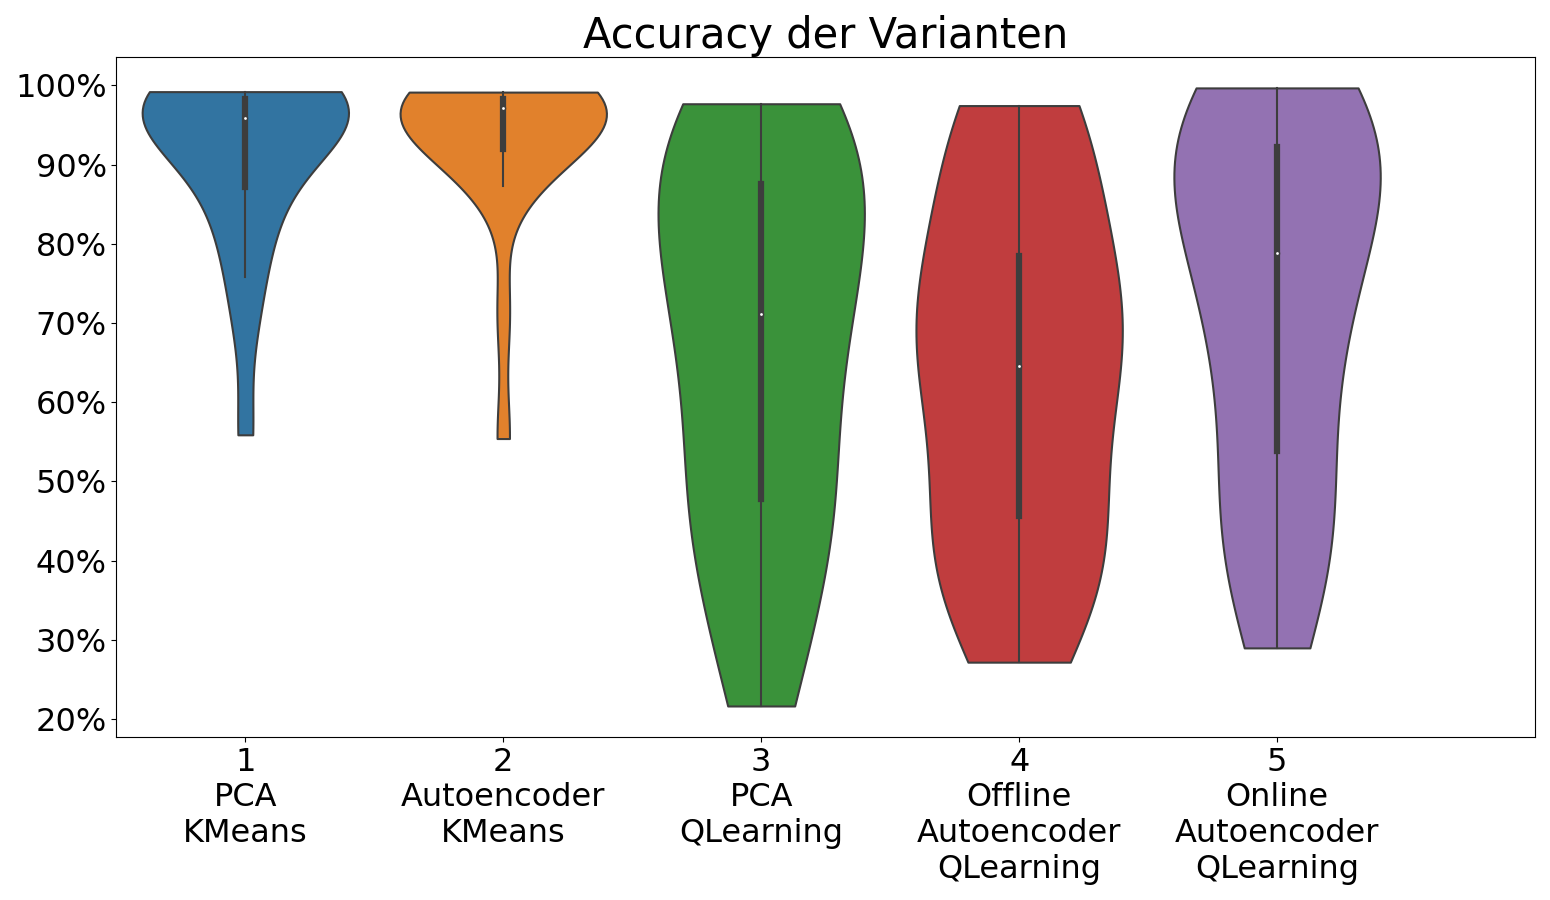 Accuracy der Varianten
100%
90%
80%
70%
60%
50%
40%
30%
20%
1
PCA
KMeans
2
Autoencoder
KMeans
3
PCA
QLearning
4
Offline
Autoencoder
QLearning
5
Online
Autoencoder
QLearning